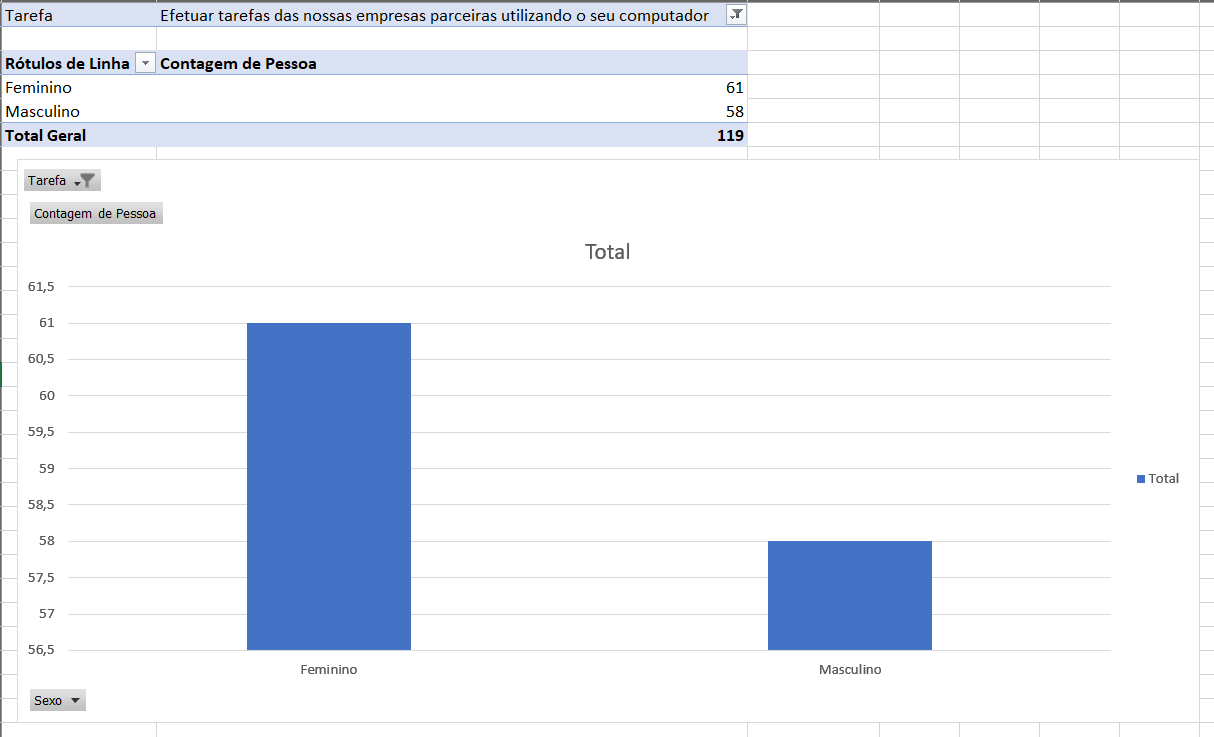 Tarefa Efetuar tarefas das nossas empresas parceiras utilizando o seu computador
Rótulos de Linha Contagem de Pessoa
Feminino 61
Masculino 58
Total Geral 119
Tarefa
Contagem de Pessoa
Total
61,5
61
60,5
60
59,5
59
58,5
58
57,5
57
56,5
Total
Feminino Masculino
Sexo